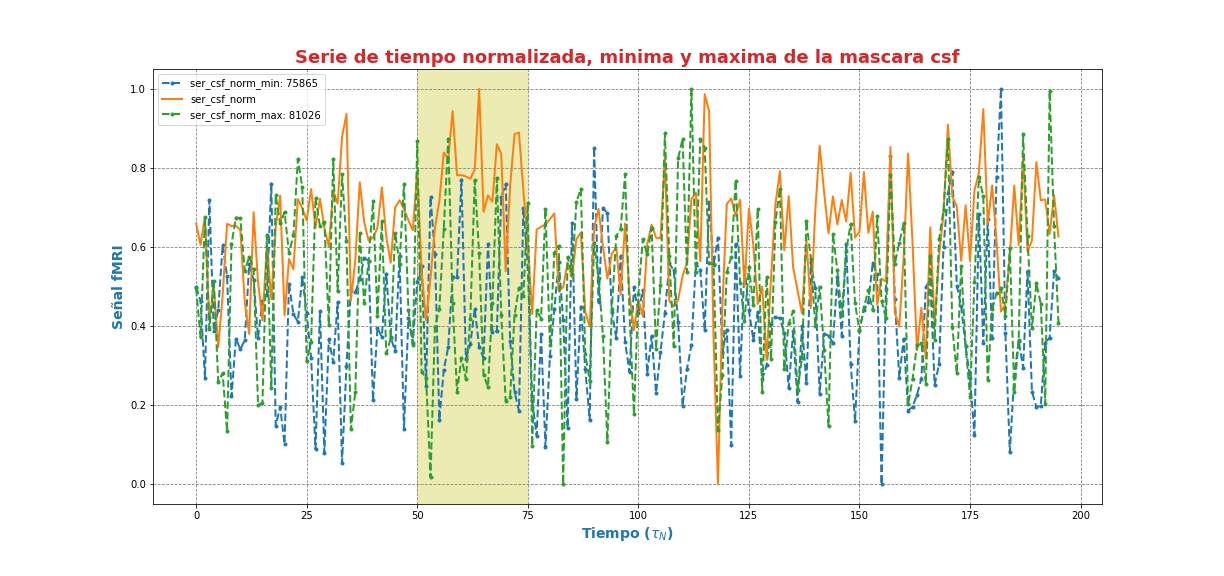 Serie de tiempo normalizada, minima y maxima de la mascara csf
ser_csf_norm_min: 75865
ser_csf_norm
ser_csf_norm_max: 81026
Señal fMRI
1.0
0.8
0.6
0.4
0.2
0.0
0 25 50 75 100 125 150 175 200
Tiempo (τ_N)